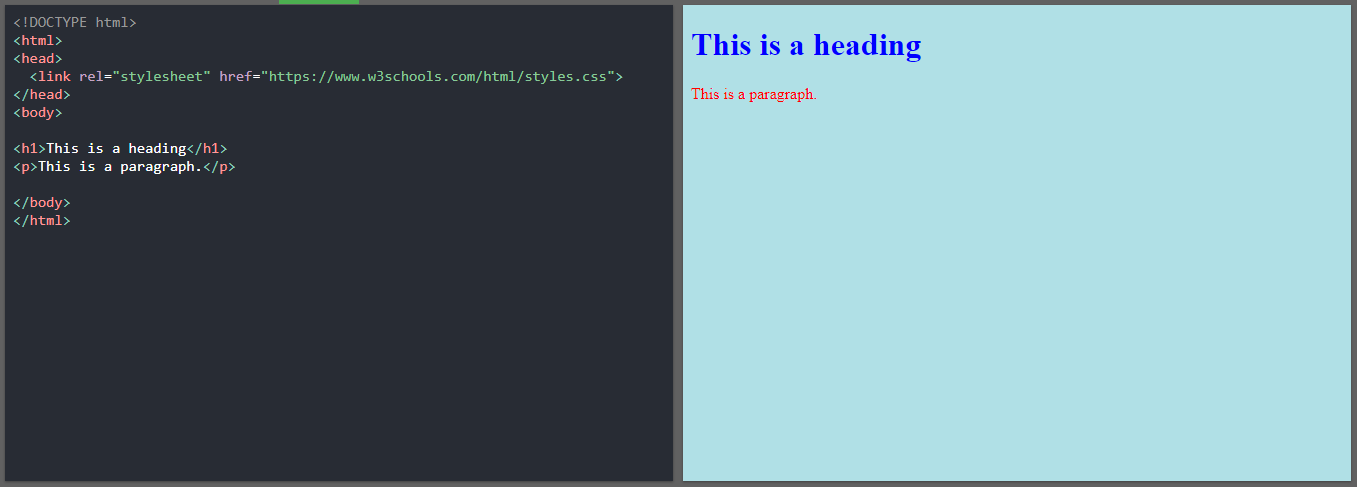 <!DOCTYPE html>
<html>
<head>
  <link rel="stylesheet" href="https://www.w3schools.com/html/styles.css">
</head>
<body>
<h1>This is a heading</h1>
<p>This is a paragraph.</p>
</body>
</html>
This is a heading
This is a paragraph.